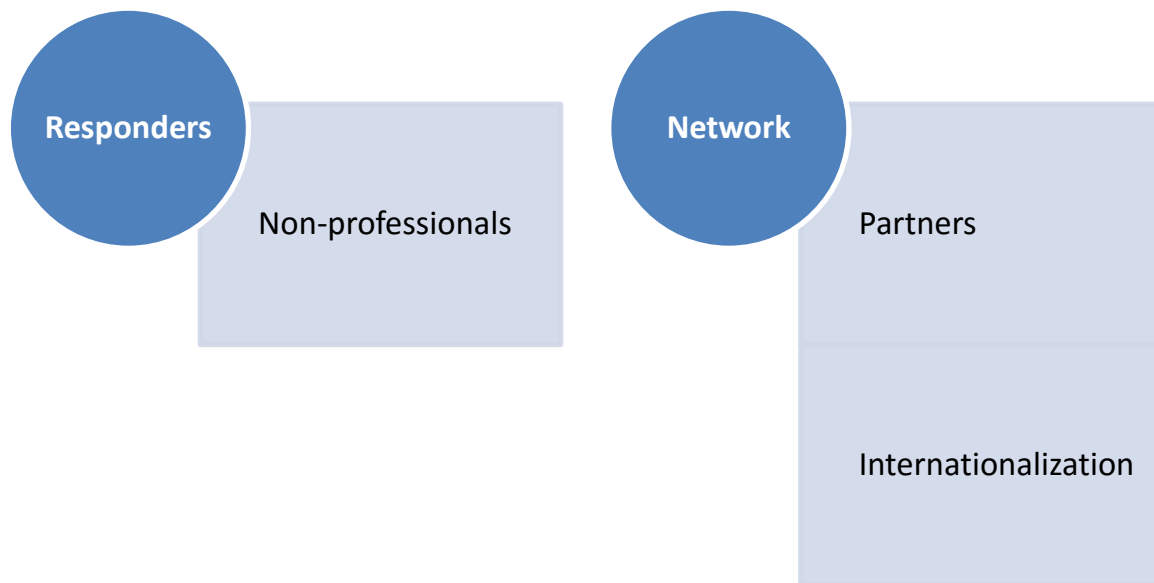 Responders
Non-professionals
Network
Partners
Internationalization